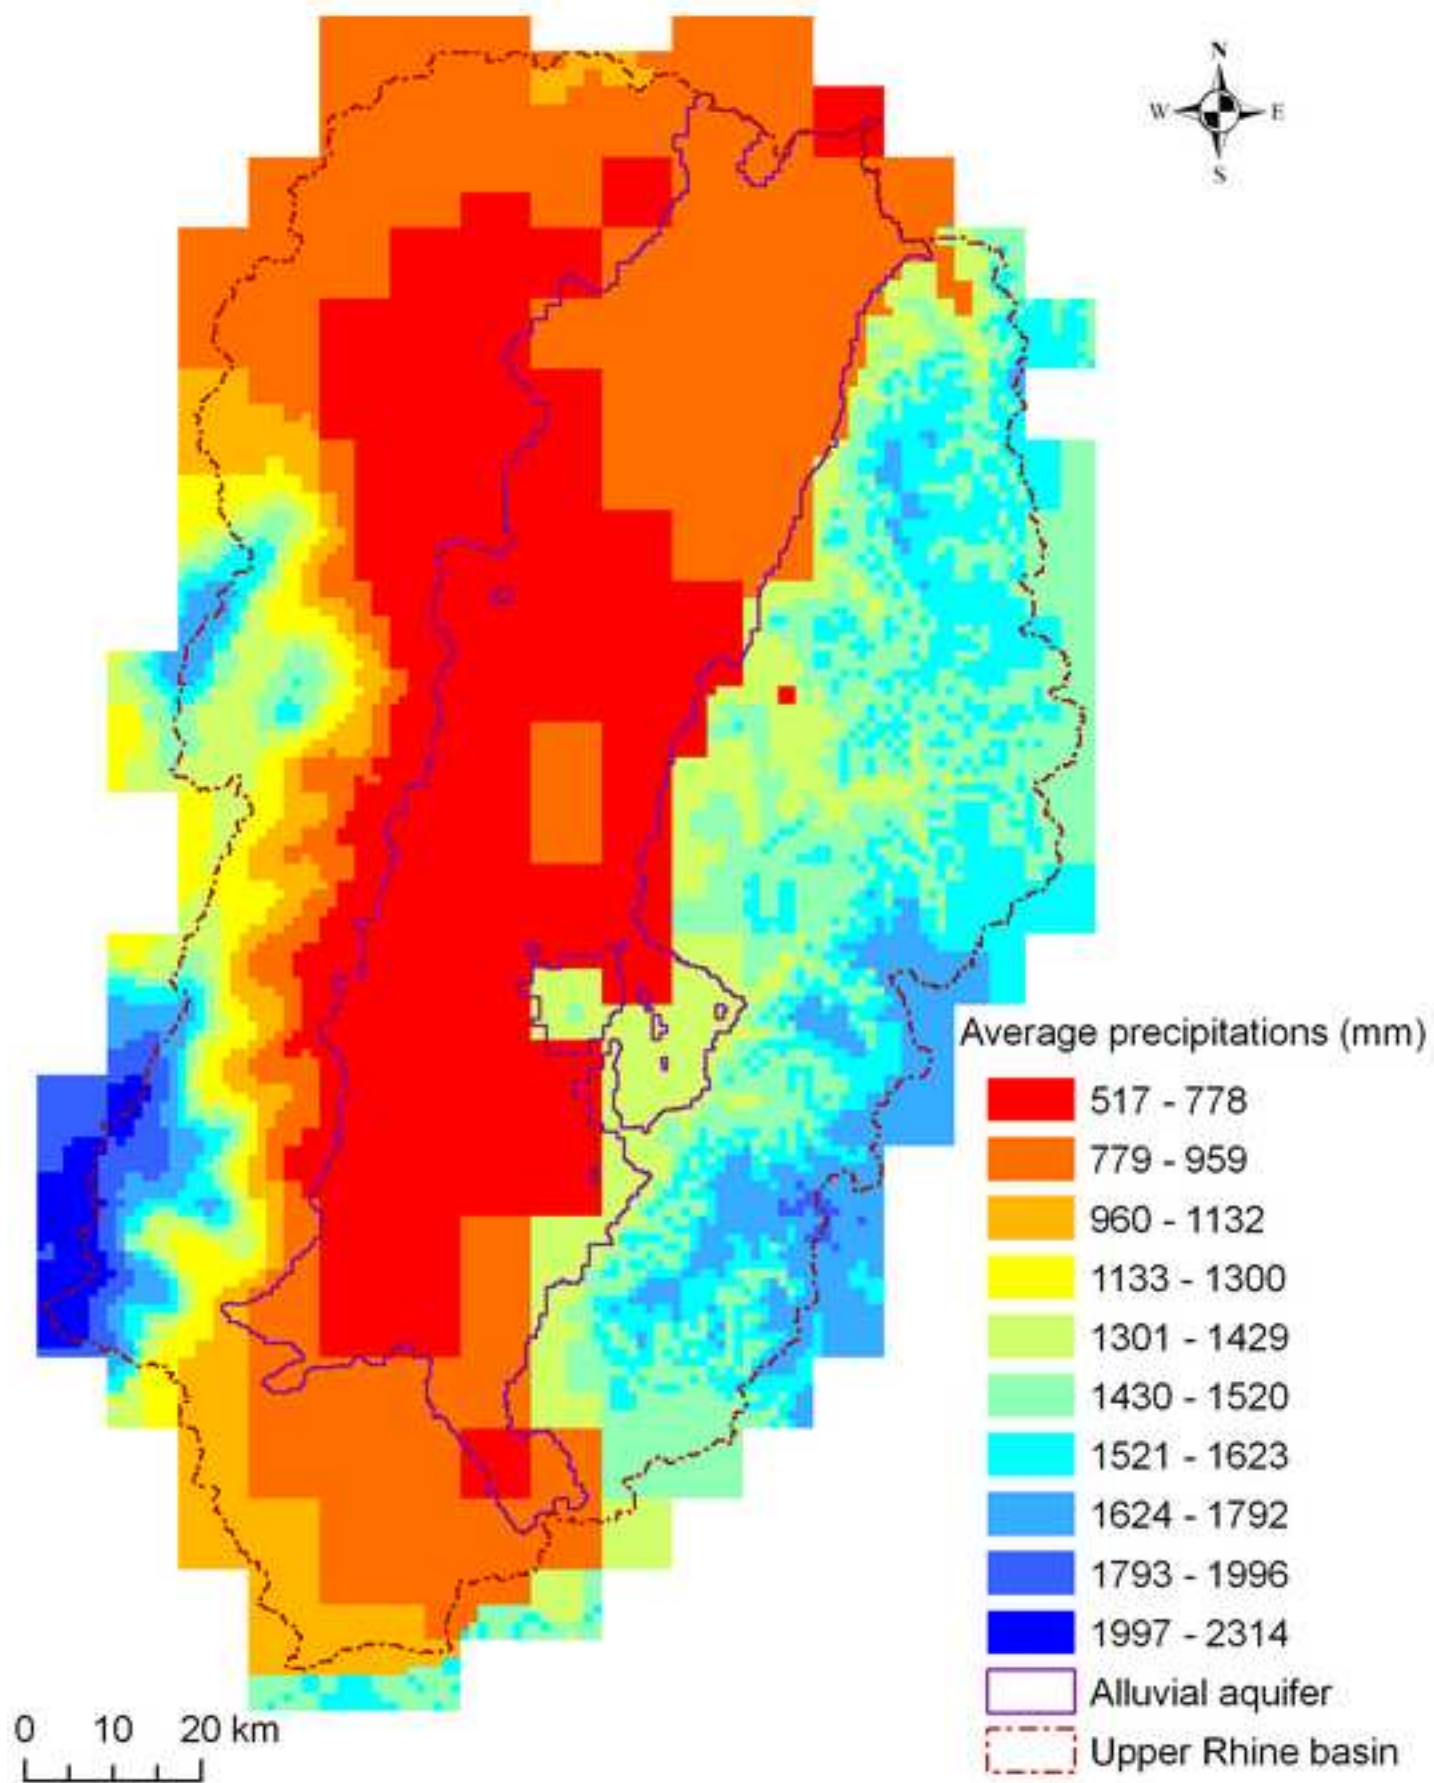 N
W E
S
Average precipitations (mm)
517 - 778
779 - 959
960 - 1132
1133 - 1300
1301 - 1429
1430 - 1520
1521 - 1623
1624 - 1792
1793 - 1996
1997 - 2314
Alluvial aquifer
Upper Rhine basin
0 10 20 km